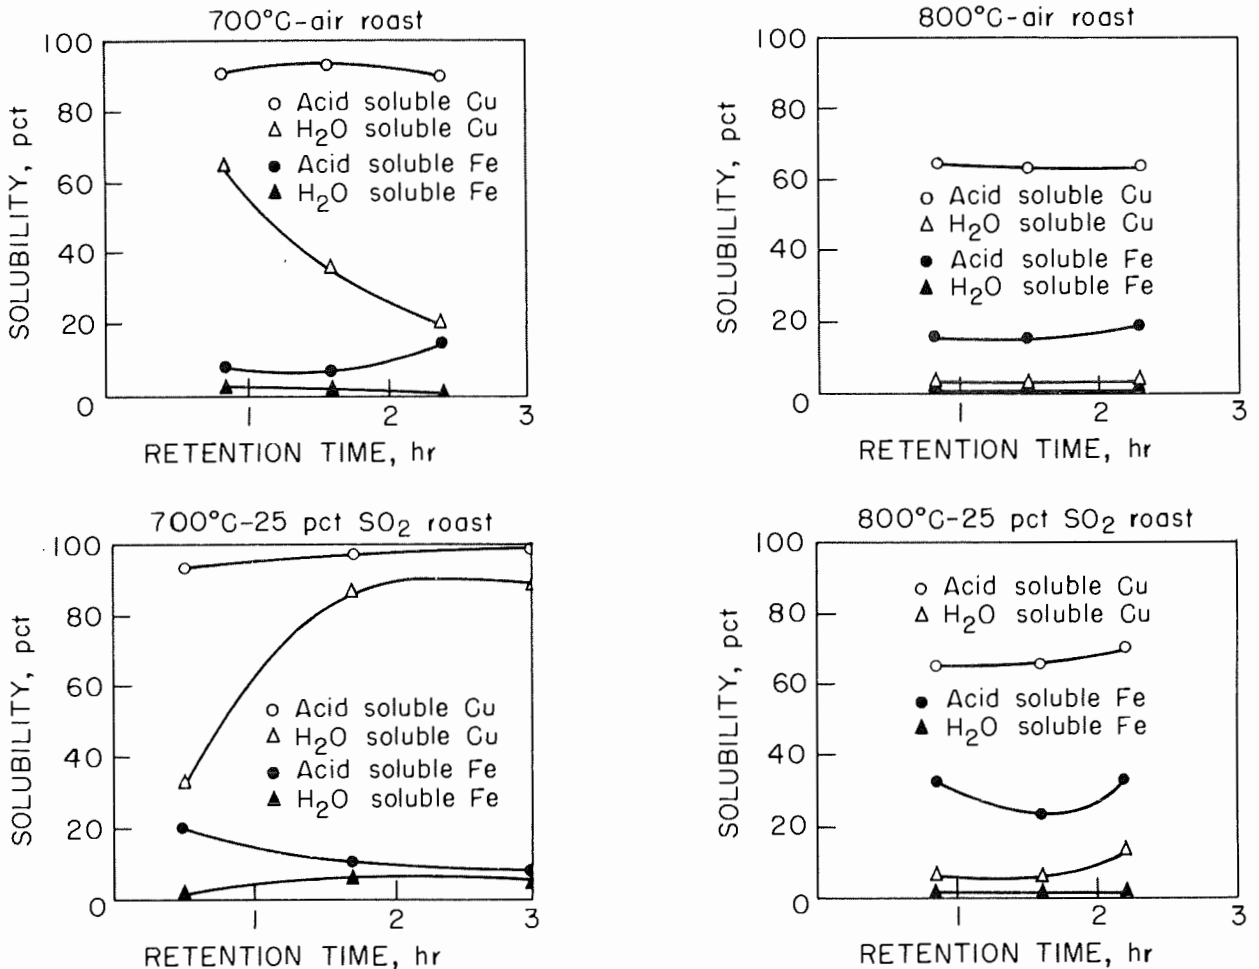 700°C-air roast
100
80
60
40
20
0
SOLUBILITY, pct
○ Acid soluble Cu
△ H2O soluble Cu
● Acid soluble Fe
▲ H2O soluble Fe
1
2
3
RETENTION TIME, hr
800°C-air roast
100
80
60
40
20
0
SOLUBILITY, pct
○ Acid soluble Cu
△ H2O soluble Cu
● Acid soluble Fe
▲ H2O soluble Fe
1
2
3
RETENTION TIME, hr
700°C-25 pct SO2 roast
100
80
60
40
20
0
SOLUBILITY, pct
○ Acid soluble Cu
△ H2O soluble Cu
● Acid soluble Fe
▲ H2O soluble Fe
1
2
3
RETENTION TIME, hr
800°C-25 pct SO2 roast
100
80
60
40
20
0
SOLUBILITY, pct
○ Acid soluble Cu
△ H2O soluble Cu
● Acid soluble Fe
▲ H2O soluble Fe
1
2
3
RETENTION TIME, hr